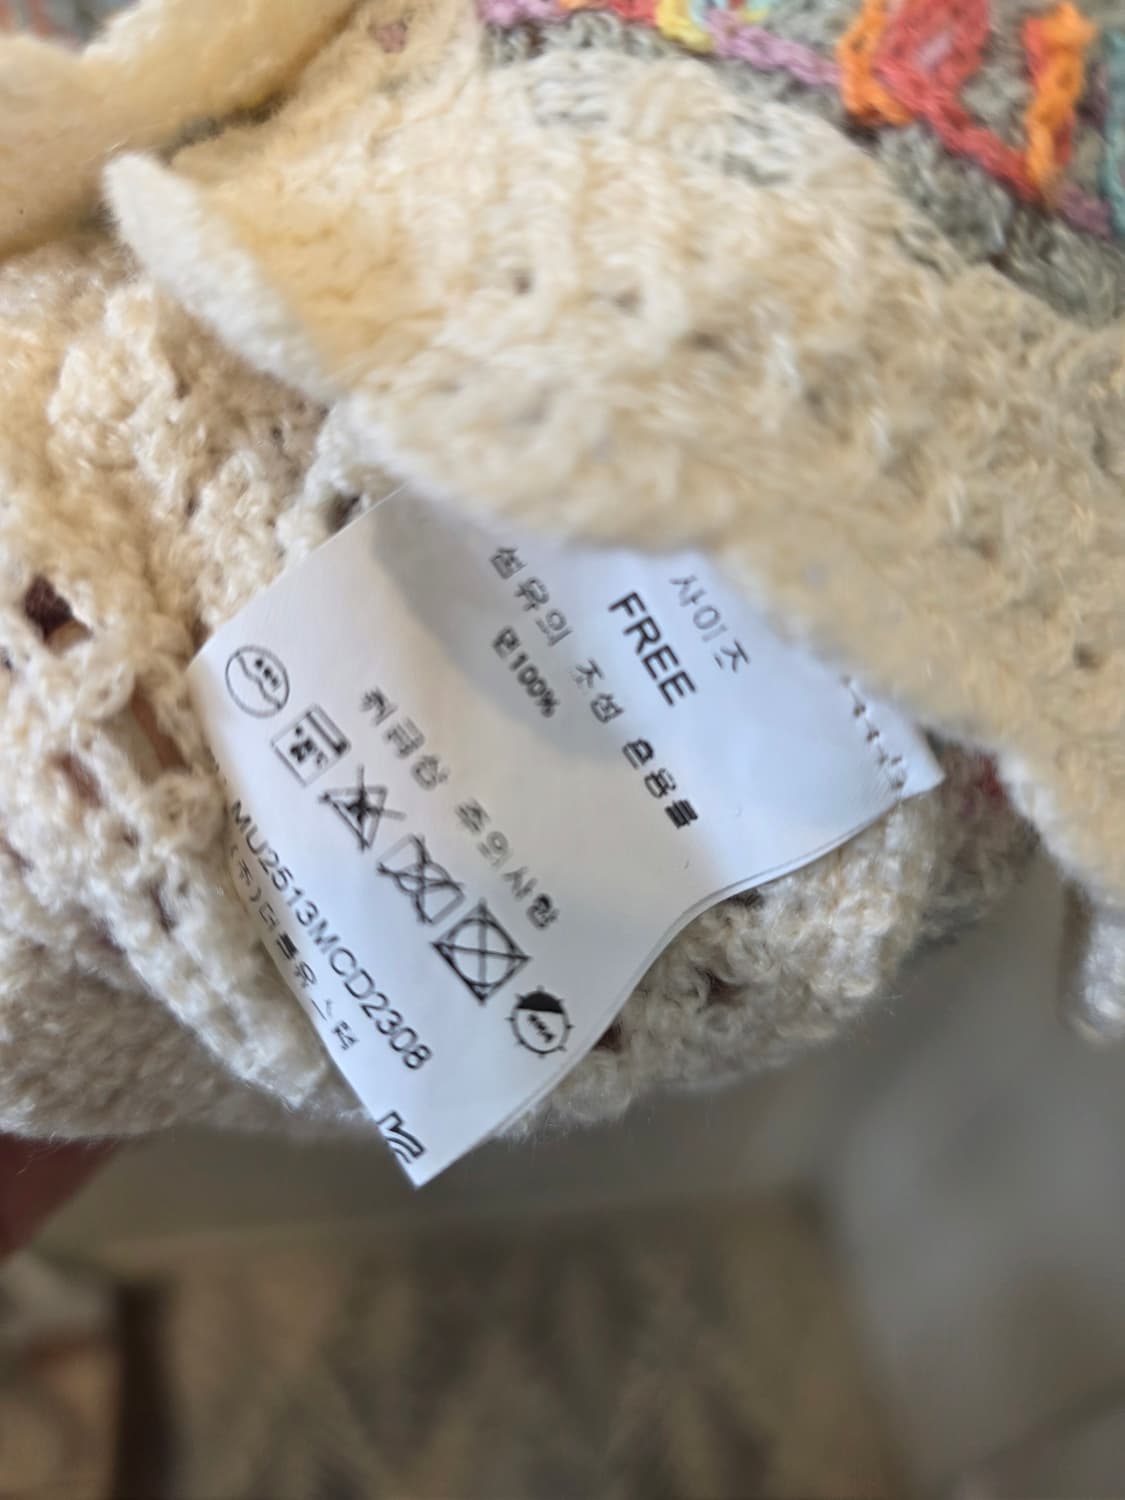 사이즈
FREE
섬유의 조성 혼용률
면100%
취급상 주의사항
MU2513MCD2308